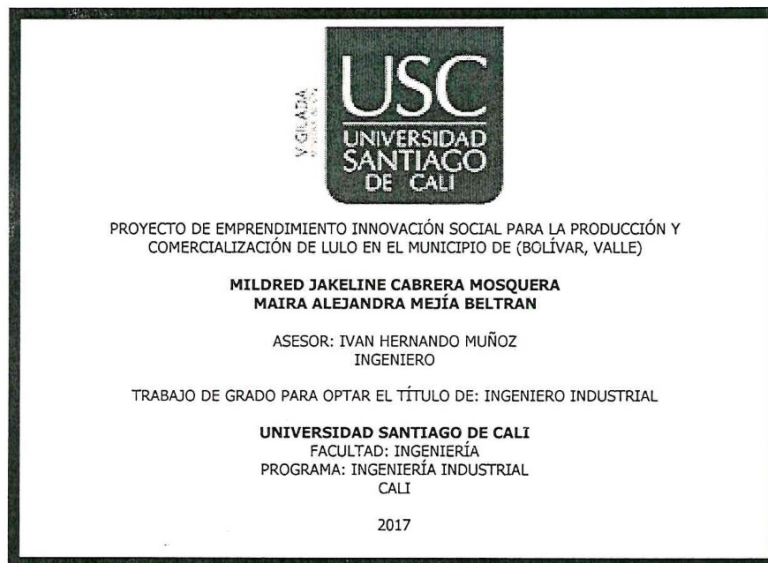 VIGILADA
USC
UNIVERSIDAD
SANTIAGO
DE CALI
PROYECTO DE EMPRENDIMIENTO INNOVACIÓN SOCIAL PARA LA PRODUCCIÓN Y
COMERCIALIZACIÓN DE LULO EN EL MUNICIPIO DE (BOLÍVAR, VALLE)
MILDRED JAKELINE CABRERA MOSQUERA
MAIRA ALEJANDRA MEJÍA BELTRAN
ASESOR: IVAN HERNANDO MUÑOZ
INGENIERO
TRABAJO DE GRADO PARA OPTAR EL TÍTULO DE: INGENIERO INDUSTRIAL
UNIVERSIDAD SANTIAGO DE CALI
FACULTAD: INGENIERÍA
PROGRAMA: INGENIERÍA INDUSTRIAL
CALI
2017